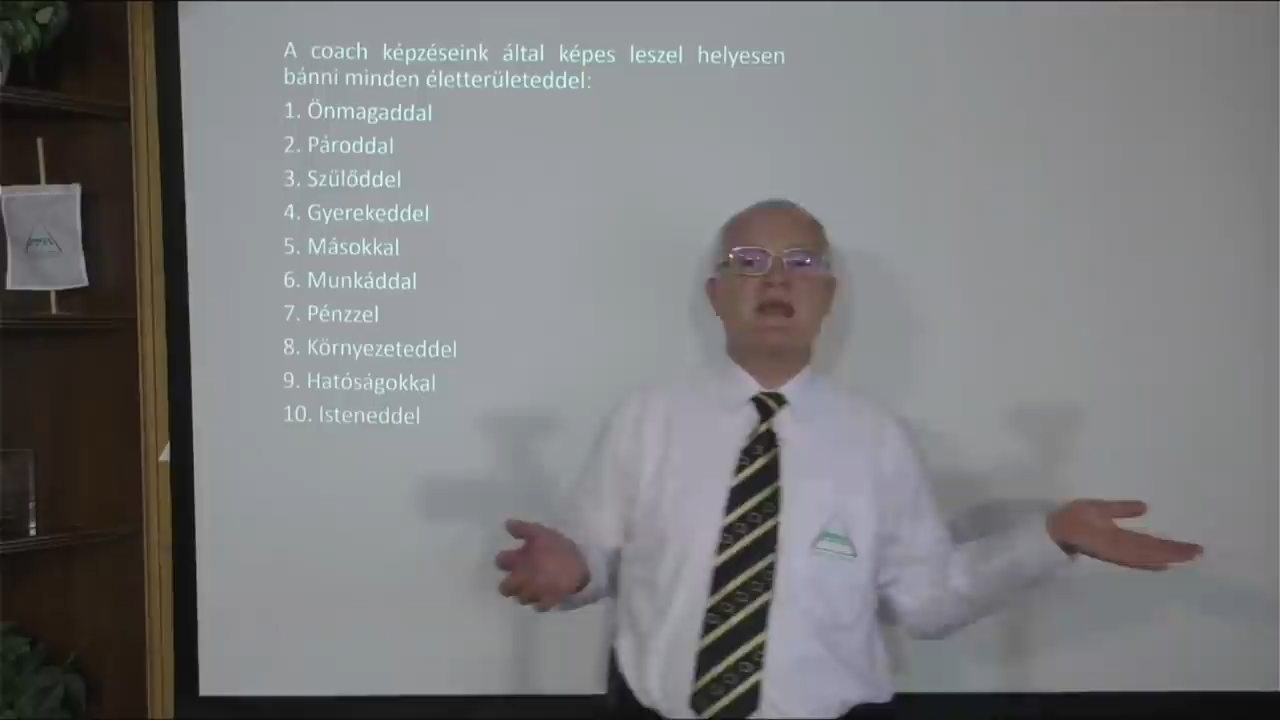 A coach képzéseink által képes leszel helyesen
bánni minden életterületeddel:
1. Önmagaddal
2. Pároddal
3. Szülőddel
4. Gyerekeddel
5. Másokkal
6. Munkáddal
7. Pénzzel
8. Környezeteddel
9. Hatóságokkal
10. Isteneddel